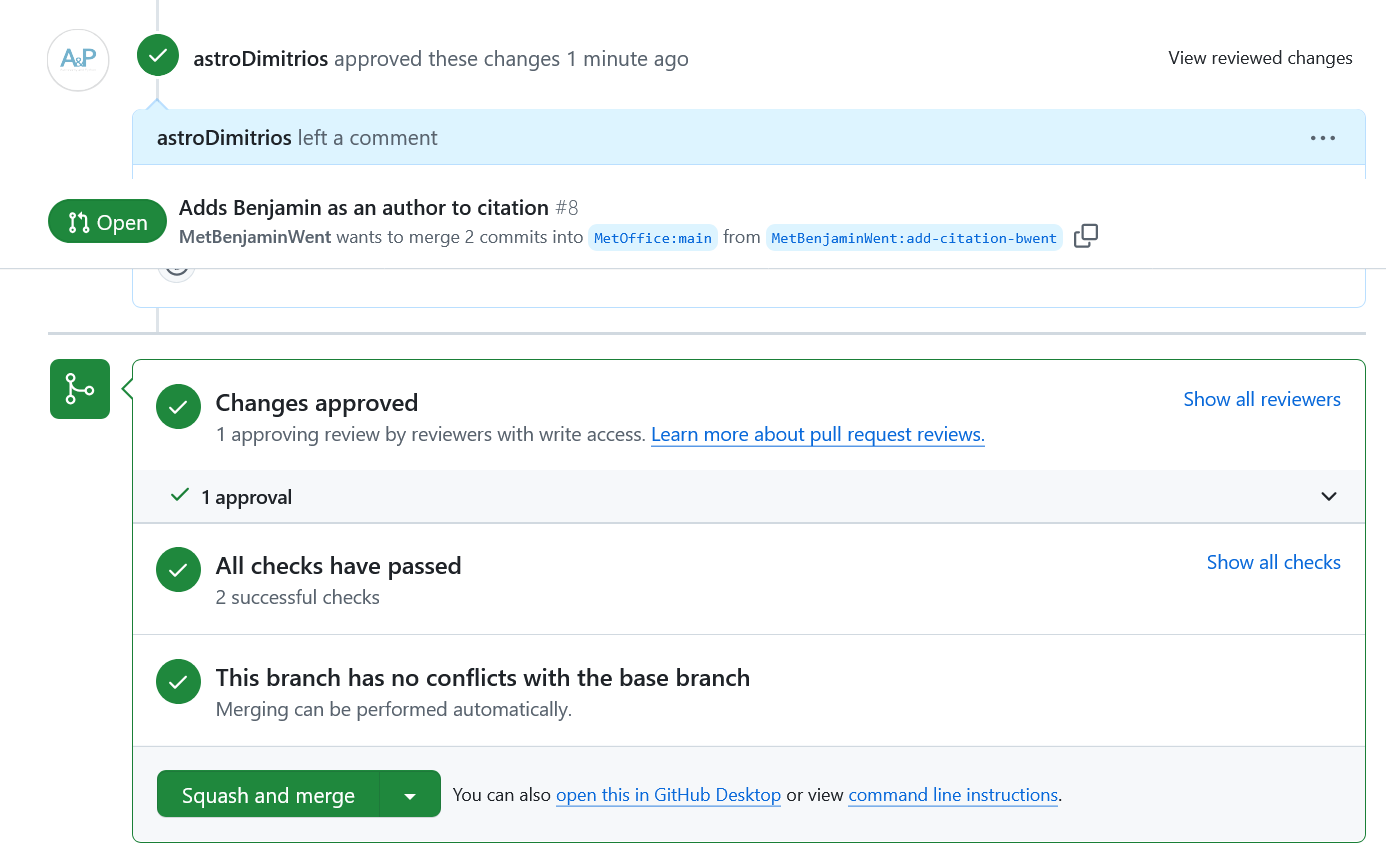 A&P
astroDimitrios approved these changes 1 minute ago
View reviewed changes
astroDimitrios left a comment
Open
Adds Benjamin as an author to citation #8
MetBenjaminWent wants to merge 2 commits into MetOffice:main from MetBenjaminWent:add-citation-bwent
Changes approved
Show all reviewers
1 approving review by reviewers with write access. Learn more about pull request reviews.
1 approval
All checks have passed
Show all checks
2 successful checks
This branch has no conflicts with the base branch
Merging can be performed automatically.
Squash and merge
You can also open this in GitHub Desktop or view command line instructions.